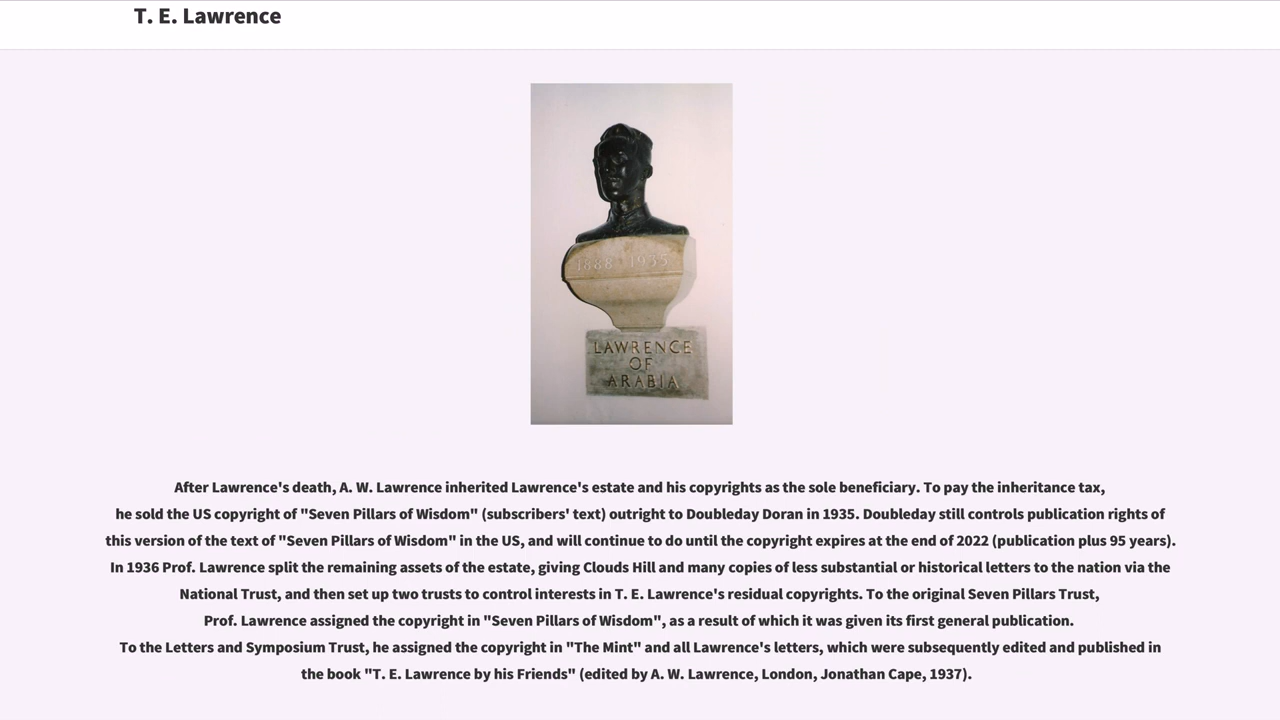 T. E. Lawrence
1888 1935
LAWRENCE
OF
ARABIA
After Lawrence's death, A. W. Lawrence inherited Lawrence's estate and his copyrights as the sole beneficiary. To pay the inheritance tax,
he sold the US copyright of "Seven Pillars of Wisdom" (subscribers' text) outright to Doubleday Doran in 1935. Doubleday still controls publication rights of
this version of the text of "Seven Pillars of Wisdom" in the US, and will continue to do until the copyright expires at the end of 2022 (publication plus 95 years).
In 1936 Prof. Lawrence split the remaining assets of the estate, giving Clouds Hill and many copies of less substantial or historical letters to the nation via the
National Trust, and then set up two trusts to control interests in T. E. Lawrence's residual copyrights. To the original Seven Pillars Trust,
Prof. Lawrence assigned the copyright in "Seven Pillars of Wisdom", as a result of which it was given its first general publication.
To the Letters and Symposium Trust, he assigned the copyright in "The Mint" and all Lawrence's letters, which were subsequently edited and published in
the book "T. E. Lawrence by his Friends" (edited by A. W. Lawrence, London, Jonathan Cape, 1937).